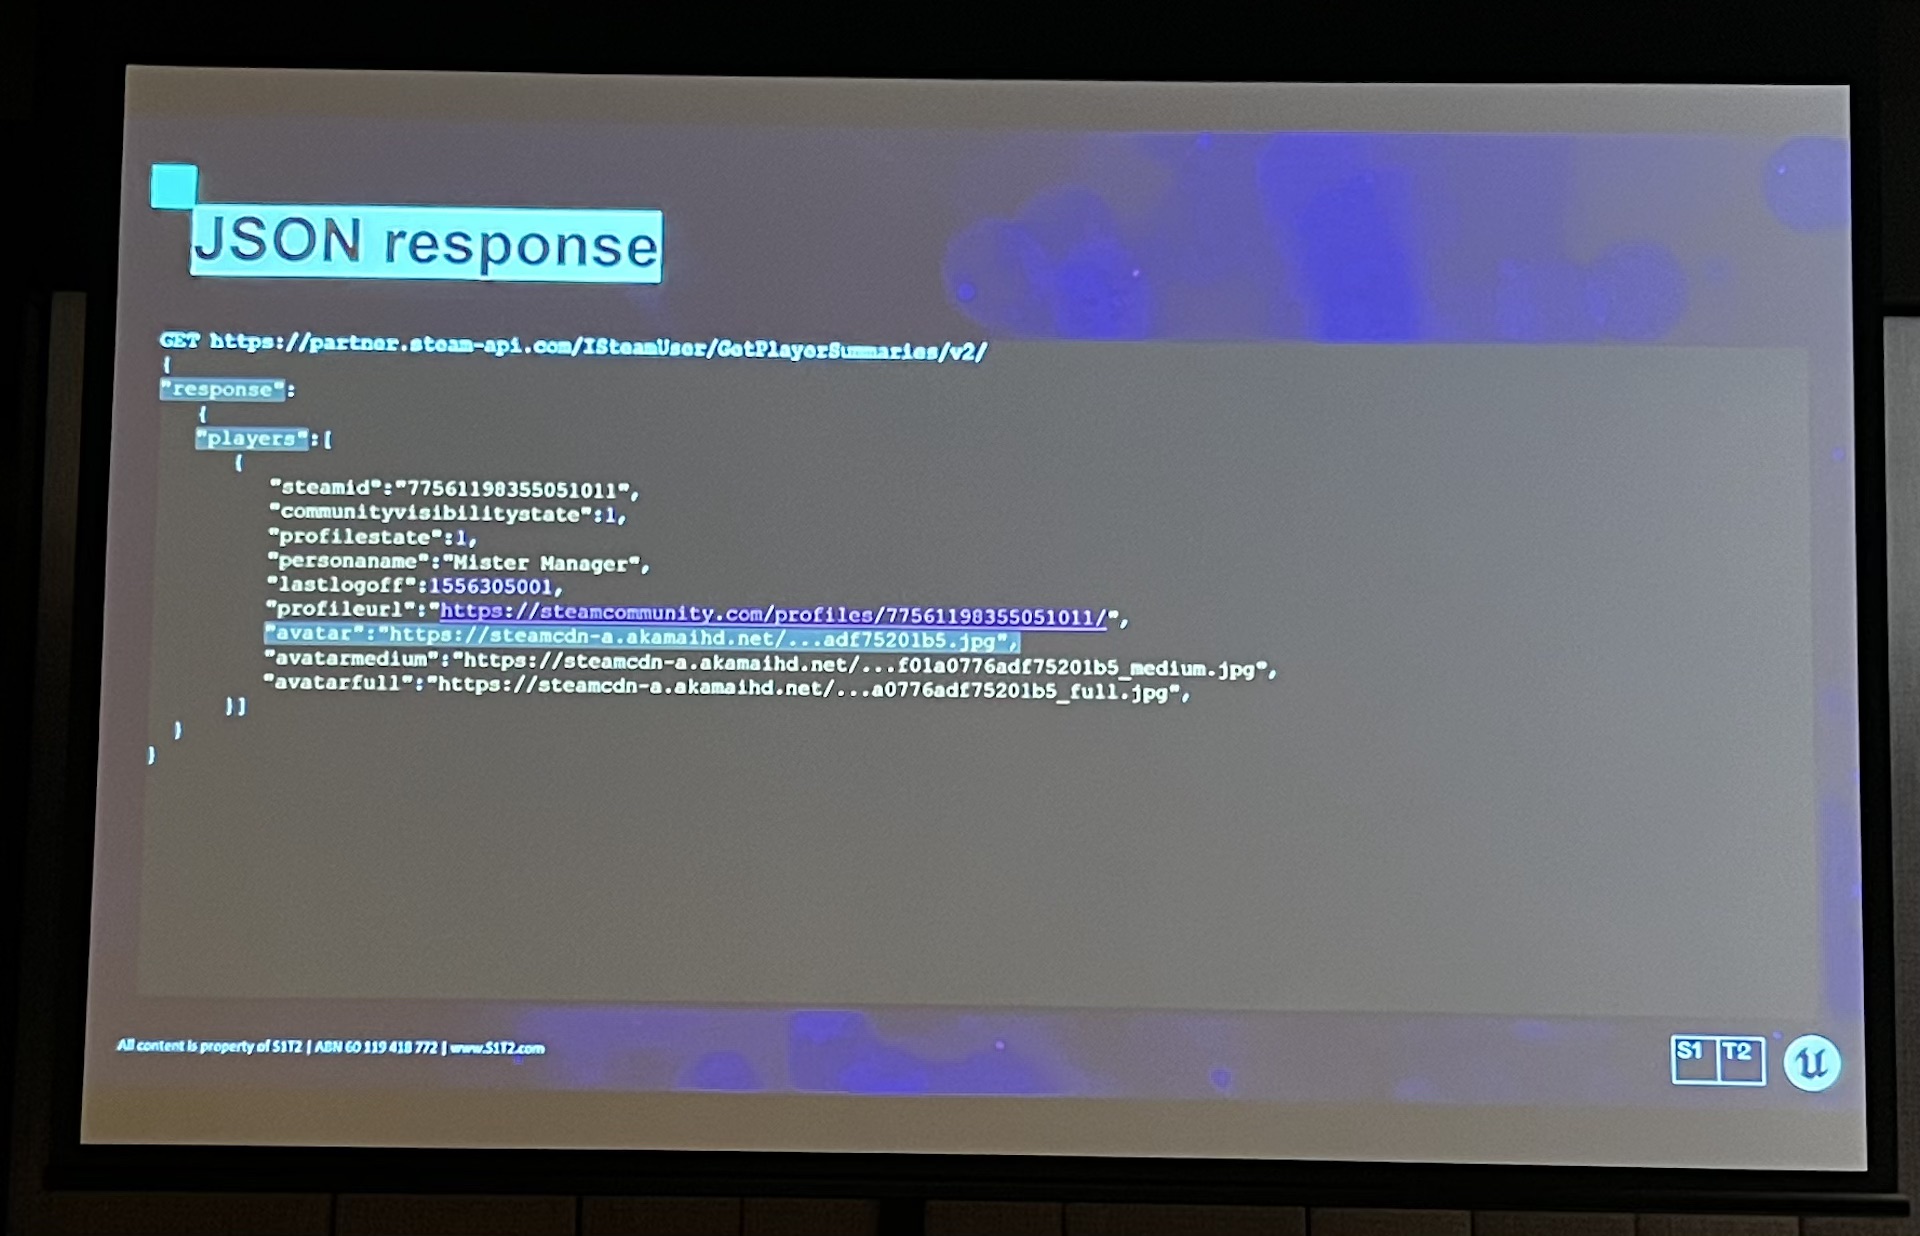 JSON response
GET https://partner.steam-api.com/ISteamUser/GetPlayerSummaries/v2/
{
"response":
{
"players":[
{
"steamid":"77561198355051011",
"communityvisibilitystate":1,
"profilestate":1,
"personaname":"Mister Manager",
"lastlogoff":1556305001,
"profileurl":"https://steamcommunity.com/profiles/77561198355051011/",
"avatar":"https://steamcdn-a.akamaihd.net/...adf75201b5.jpg",
"avatarmedium":"https://steamcdn-a.akamaihd.net/...f01a0776adf75201b5_medium.jpg",
"avatarfull":"https://steamcdn-a.akamaihd.net/...a0776adf75201b5_full.jpg",
}]
}
}
All content is property of S1T2 | ABN 60 119 418 772 | www.S1T2.com
S1 T2